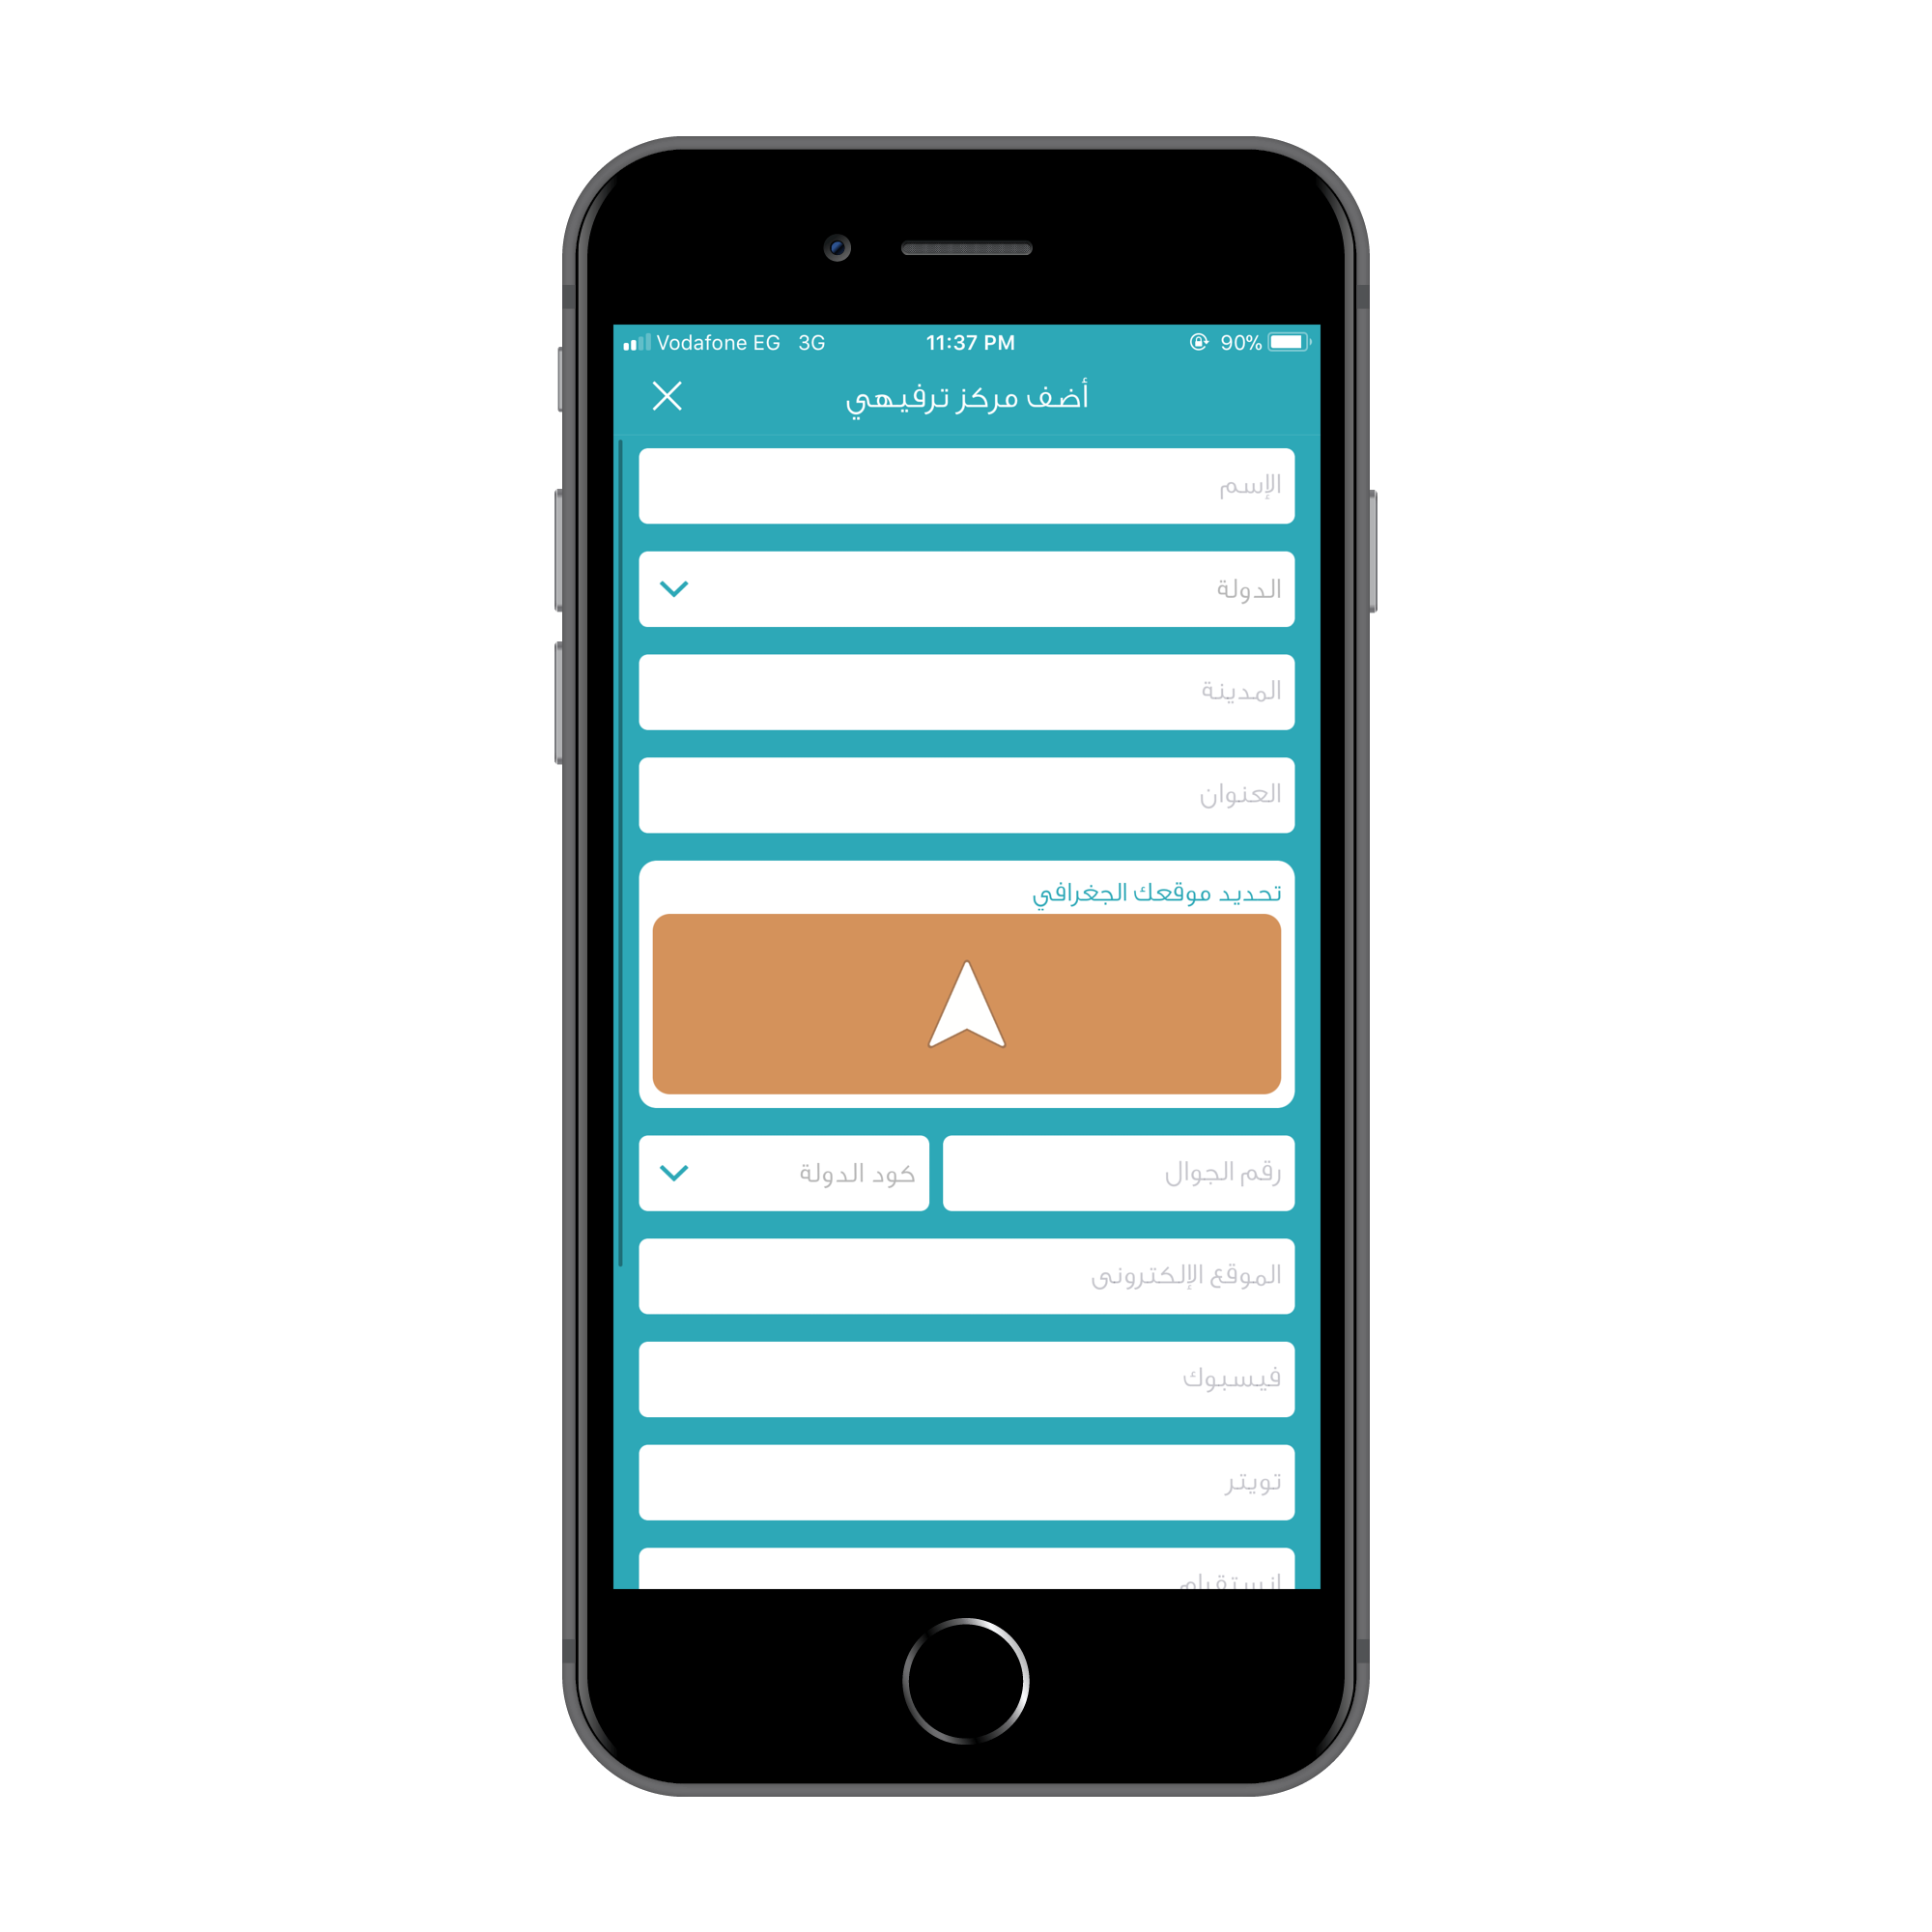 Vodafone EG 3G 11:37 PM 90%
أضف مركز ترفيهي
الإسم
الدولة
المدينة
العنوان
تحديد موقعك الجغرافي
رقم الجوال
كود الدولة
الموقع الإلكترونى
فيسبوك
تويتر
انستقرام